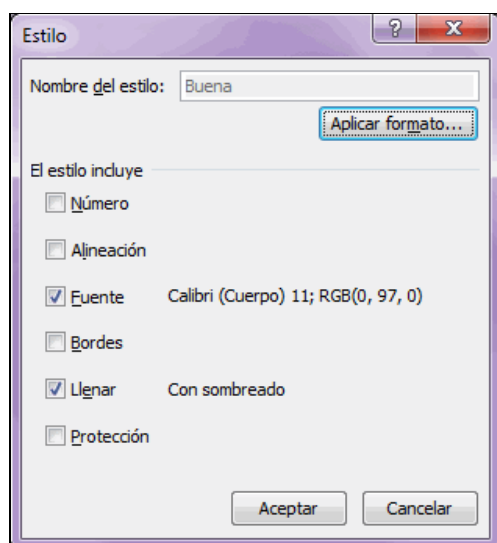 Estilo
Nombre del estilo: Buena
Aplicar formato...
El estilo incluye
Número
Alineación
Fuente Calibri (Cuerpo) 11; RGB(0, 97, 0)
Bordes
Llenar Con sombreado
Protección
Aceptar Cancelar